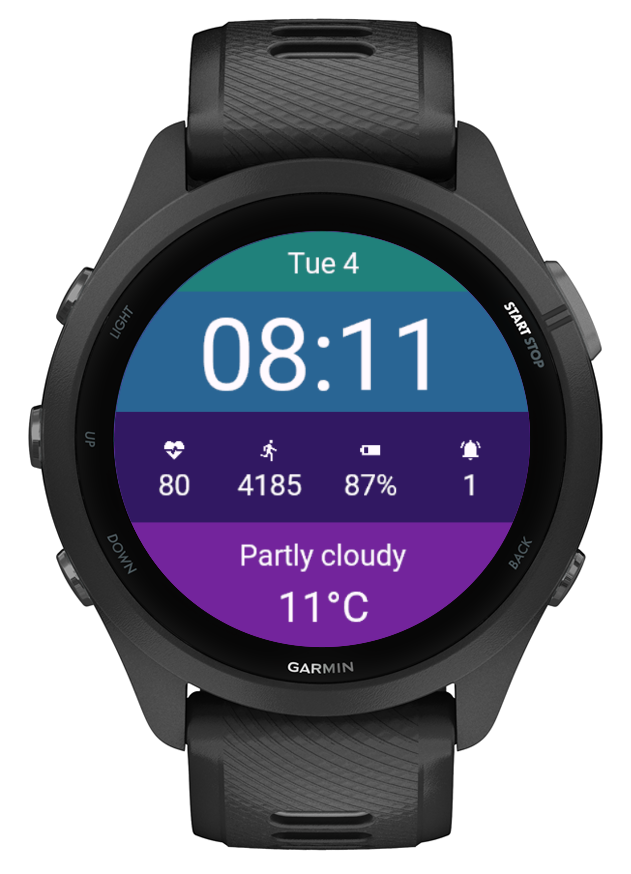 Tue 4
08:11
80 4185 87% 1
Partly cloudy
11°C
LIGHT
UP
DOWN
START STOP
BACK
GARMIN